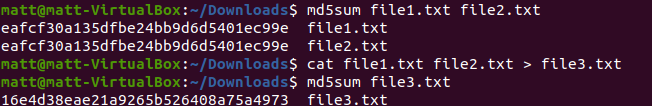 matt@matt-VirtualBox:~/Downloads$ md5sum file1.txt file2.txt
eafcf30a135dfbe24bb9d6d5401ec99e  file1.txt
eafcf30a135dfbe24bb9d6d5401ec99e  file2.txt
matt@matt-VirtualBox:~/Downloads$ cat file1.txt file2.txt > file3.txt
matt@matt-VirtualBox:~/Downloads$ md5sum file3.txt
16e4d38eae21a9265b526408a75a4973  file3.txt